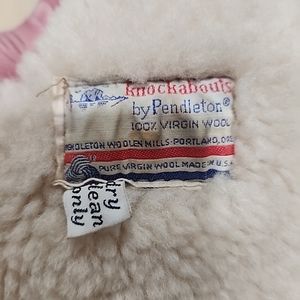 knockabouts
by Pendleton®
100% VIRGIN WOOL
PENDLETON WOOLEN MILLS·PORTLAND, ORE
PURE VIRGIN WOOL MADE IN U.S.A.
dry
clean
only